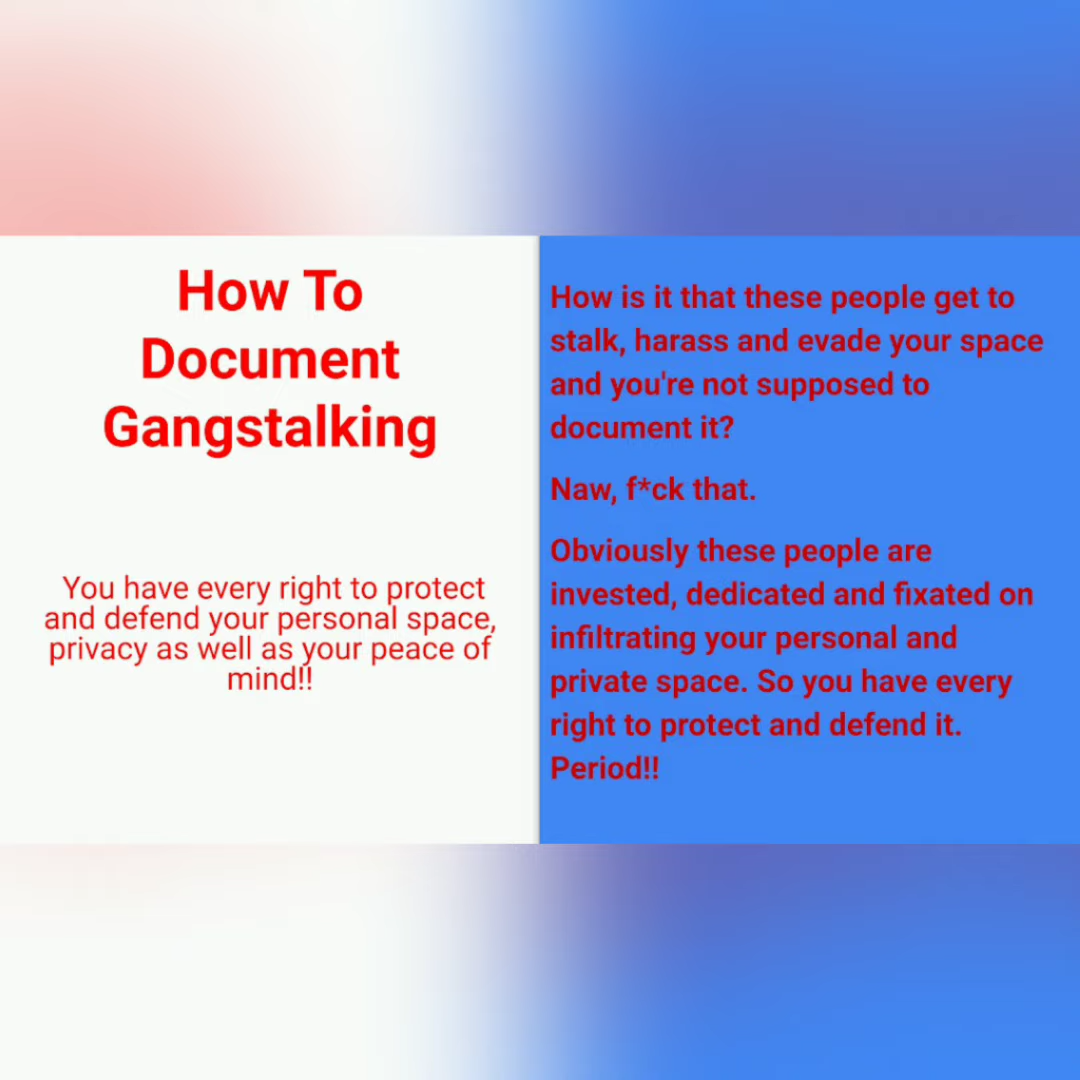 How To
Document
Gangstalking
You have every right to protect
and defend your personal space,
privacy as well as your peace of
mind!!
How is it that these people get to
stalk, harass and evade your space
and you're not supposed to
document it?
Naw, f*ck that.
Obviously these people are
invested, dedicated and fixated on
infiltrating your personal and
private space. So you have every
right to protect and defend it.
Period!!